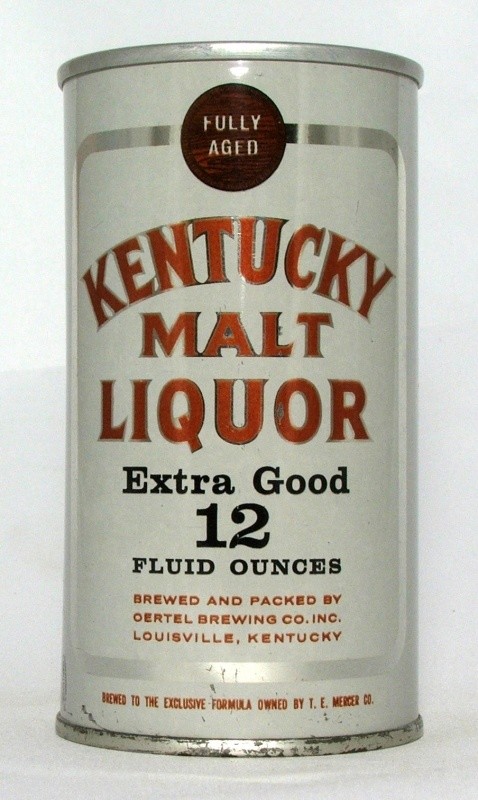 FULLY
AGED
KENTUCKY
MALT
LIQUOR
Extra Good
12
FLUID OUNCES
BREWED AND PACKED BY
OERTEL BREWING CO. INC.
LOUISVILLE, KENTUCKY
BREWED TO THE EXCLUSIVE FORMULA OWNED BY T. E. MERCER CO.